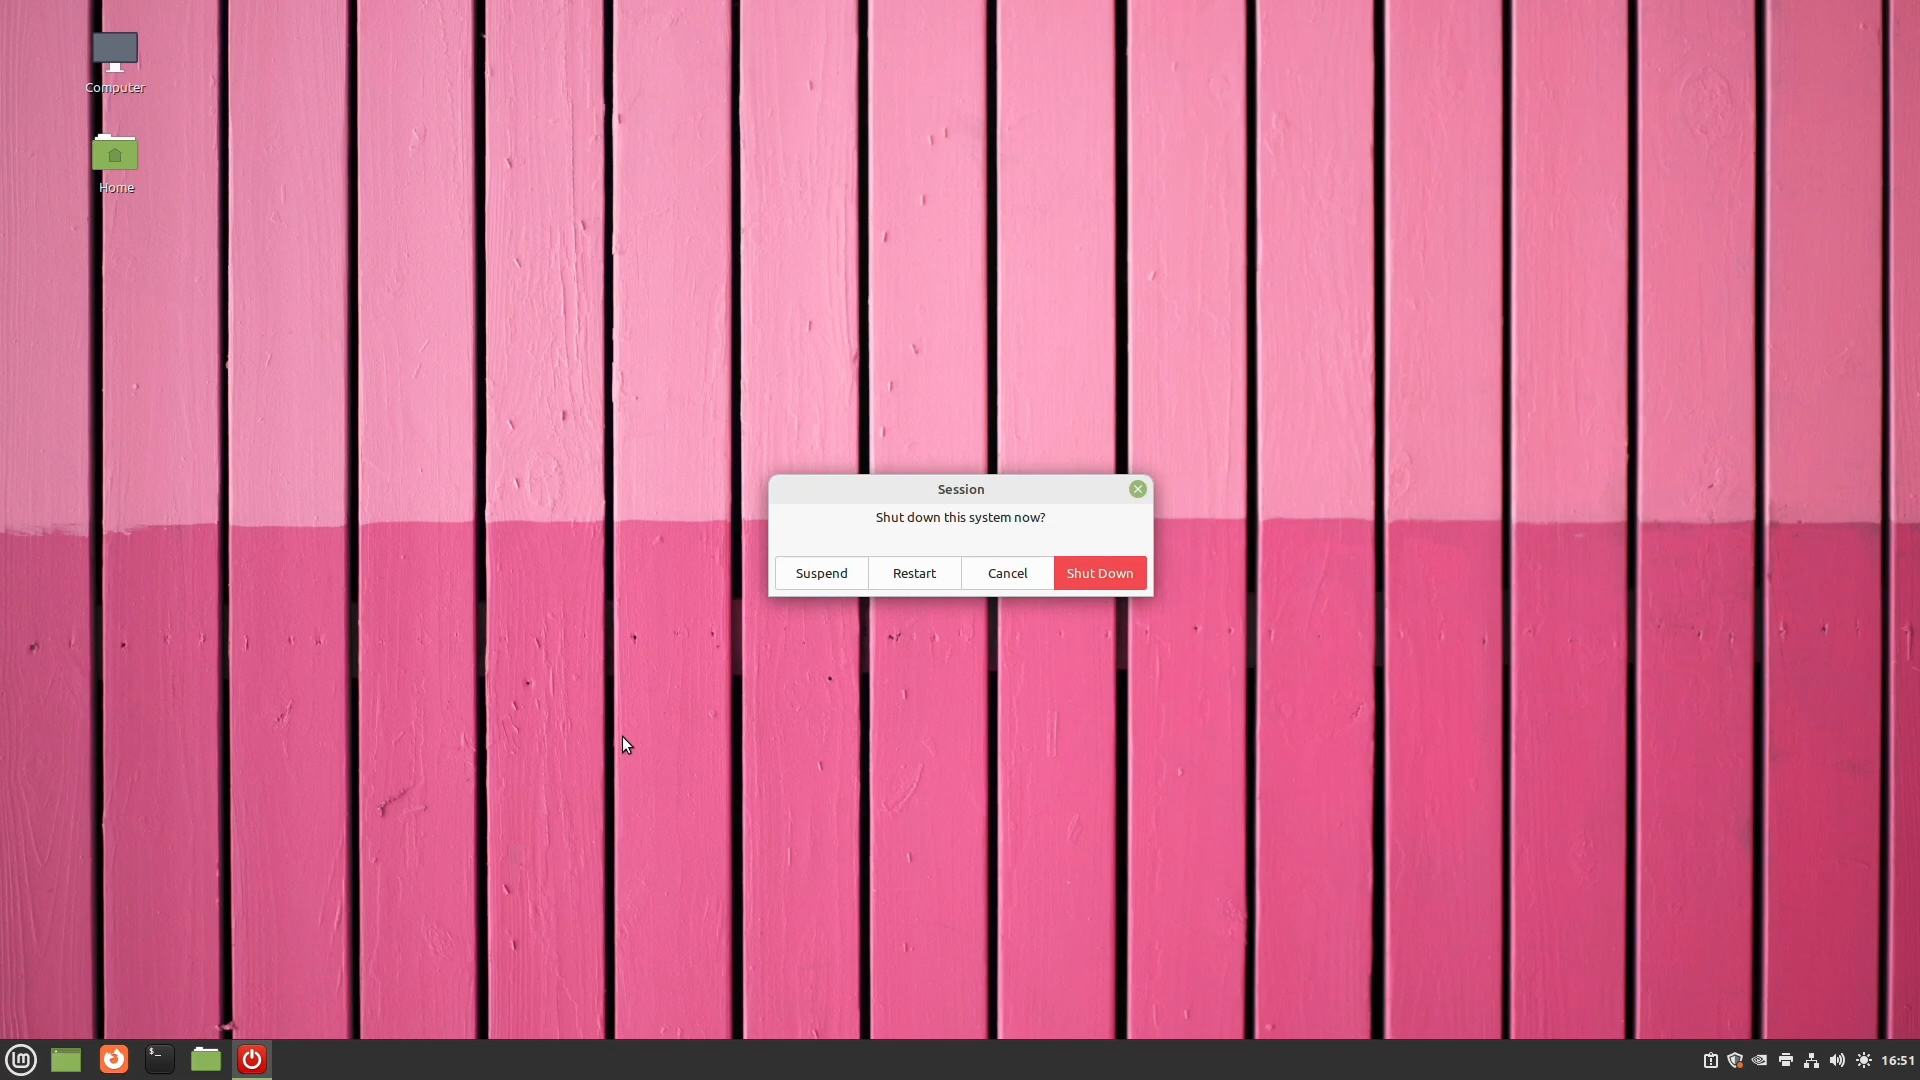 Computer
Home
Session
Shut down this system now?
Suspend
Restart
Cancel
Shut Down
$_
16:51